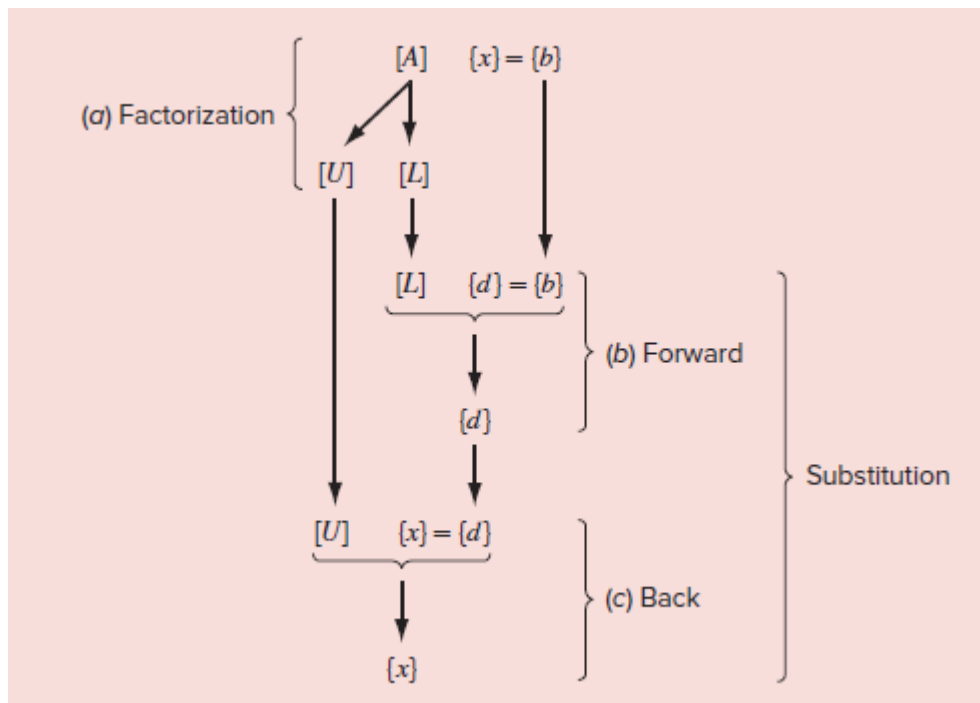 [A] {x} = {b}
(a) Factorization
[U] [L]
[L] {d} = {b}
(b) Forward
{d}
Substitution
[U] {x} = {d}
(c) Back
{x}